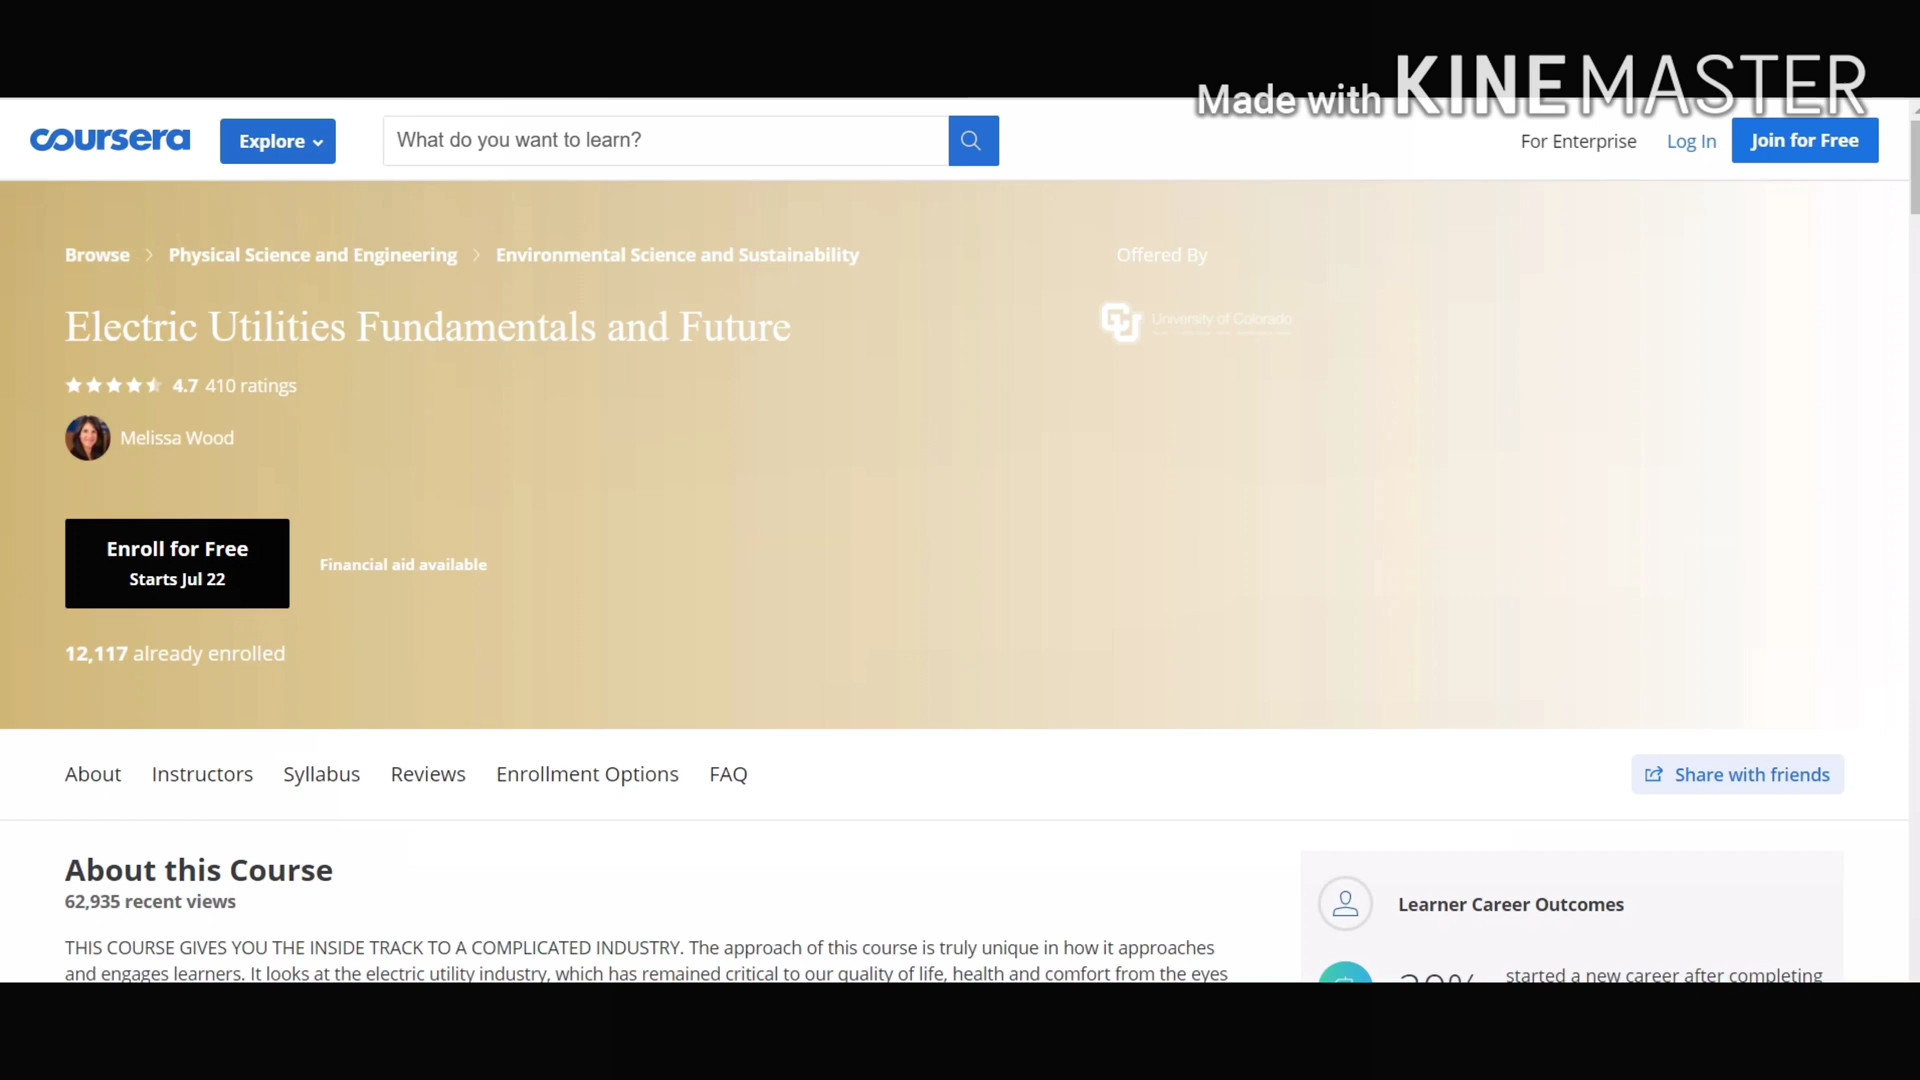 Made with KINEMASTER
coursera
Explore
What do you want to learn?
For Enterprise
Log In
Join for Free
Browse > Physical Science and Engineering > Environmental Science and Sustainability
Offered By
Electric Utilities Fundamentals and Future
University of Colorado
4.7 410 ratings
Melissa Wood
Enroll for Free
Starts Jul 22
Financial aid available
12,117 already enrolled
About
Instructors
Syllabus
Reviews
Enrollment Options
FAQ
Share with friends
About this Course
62,935 recent views
THIS COURSE GIVES YOU THE INSIDE TRACK TO A COMPLICATED INDUSTRY. The approach of this course is truly unique in how it approaches
and engages learners. It looks at the electric utility industry, which has remained critical to our quality of life, health and comfort from the eyes
Learner Career Outcomes
started a new career after completing